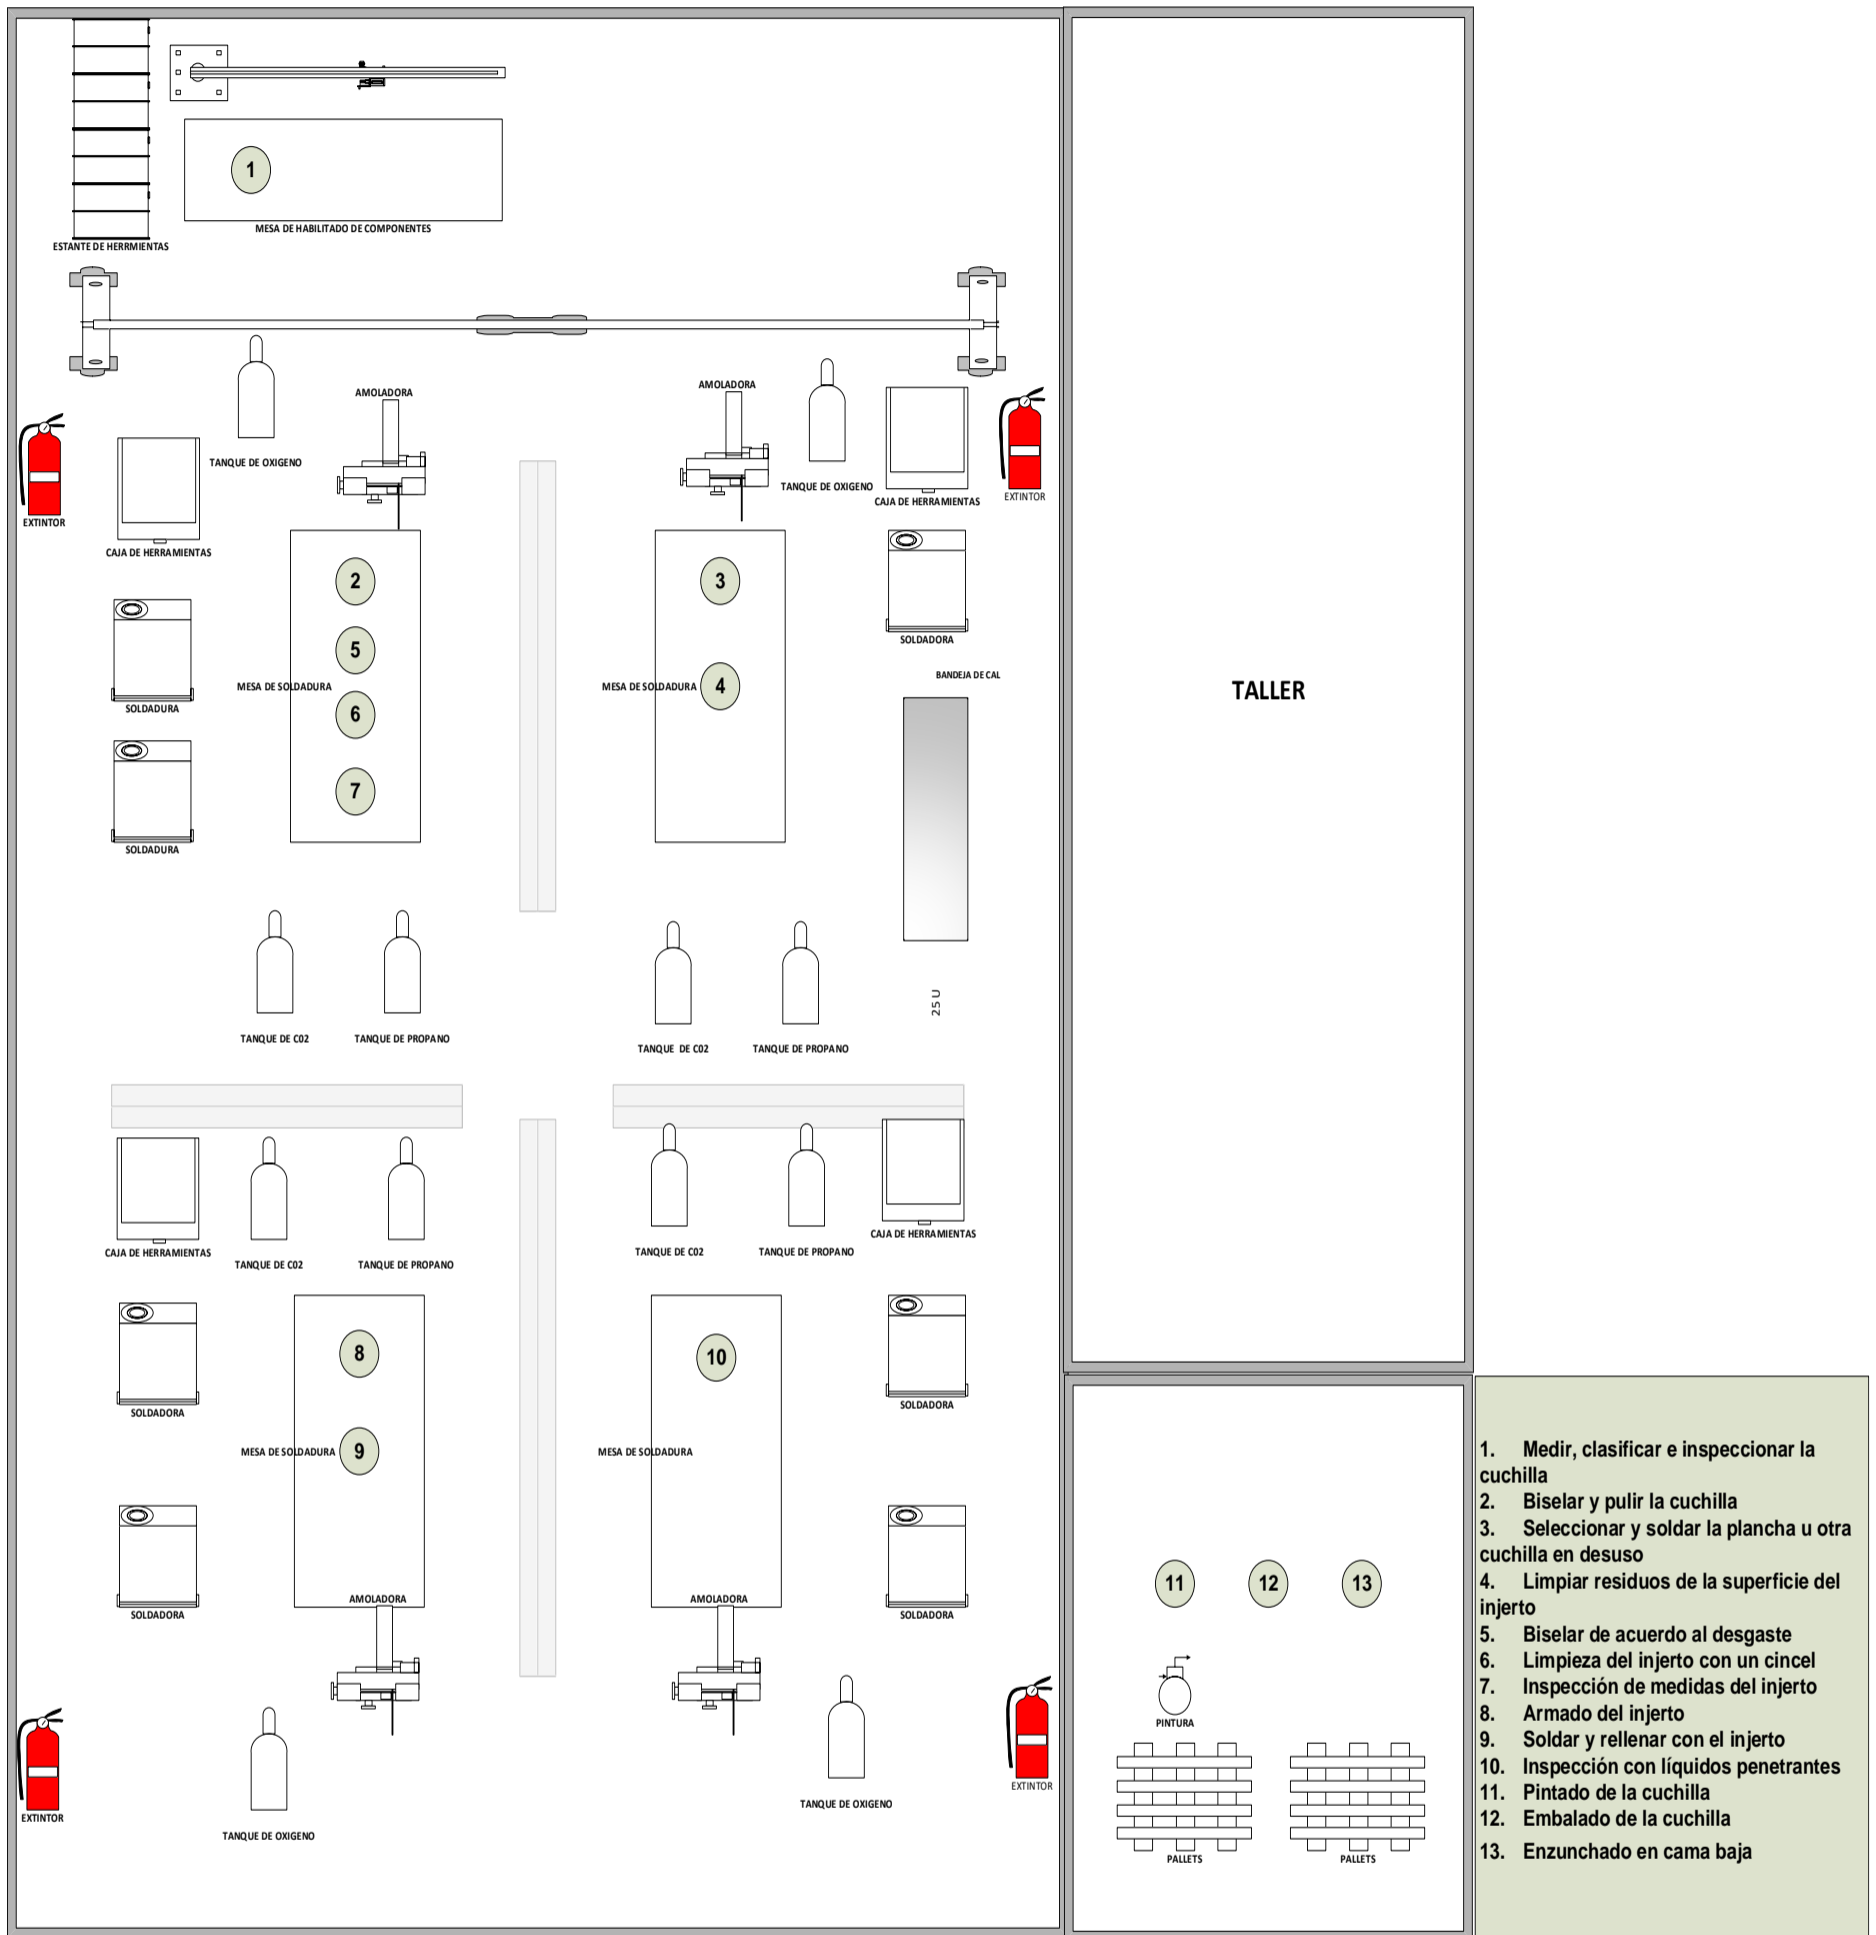 1
MESA DE HABILITADO DE COMPONENTES
ESTANTE DE HERRMIENTAS
AMOLADORA
AMOLADORA
TANQUE DE OXIGENO
TANQUE DE OXIGENO
CAJA DE HERRAMIENTAS
EXTINTOR
EXTINTOR
CAJA DE HERRAMIENTAS
2
3
5
SOLDADORA
MESA DE SOLDADURA
MESA DE SOLDADURA
4
BANDEJA DE CAL
SOLDADURA
6
7
SOLDADURA
TALLER
25 U
TANQUE DE C02
TANQUE DE PROPANO
TANQUE DE C02
TANQUE DE PROPANO
CAJA DE HERRAMIENTAS
TANQUE DE C02
TANQUE DE PROPANO
TANQUE DE C02
TANQUE DE PROPANO
CAJA DE HERRAMIENTAS
8
10
SOLDADORA
SOLDADORA
MESA DE SOLDADURA
9
MESA DE SOLDADURA
SOLDADORA
SOLDADORA
AMOLADORA
AMOLADORA
EXTINTOR
TANQUE DE OXIGENO
TANQUE DE OXIGENO
EXTINTOR
11
12
13
PINTURA
PALLETS
PALLETS
1. Medir, clasificar e inspeccionar la
cuchilla
2. Biselar y pulir la cuchilla
3. Seleccionar y soldar la plancha u otra
cuchilla en desuso
4. Limpiar residuos de la superficie del
injerto
5. Biselar de acuerdo al desgaste
6. Limpieza del injerto con un cincel
7. Inspección de medidas del injerto
8. Armado del injerto
9. Soldar y rellenar con el injerto
10. Inspección con líquidos penetrantes
11. Pintado de la cuchilla
12. Embalado de la cuchilla
13. Enzunchado en cama baja